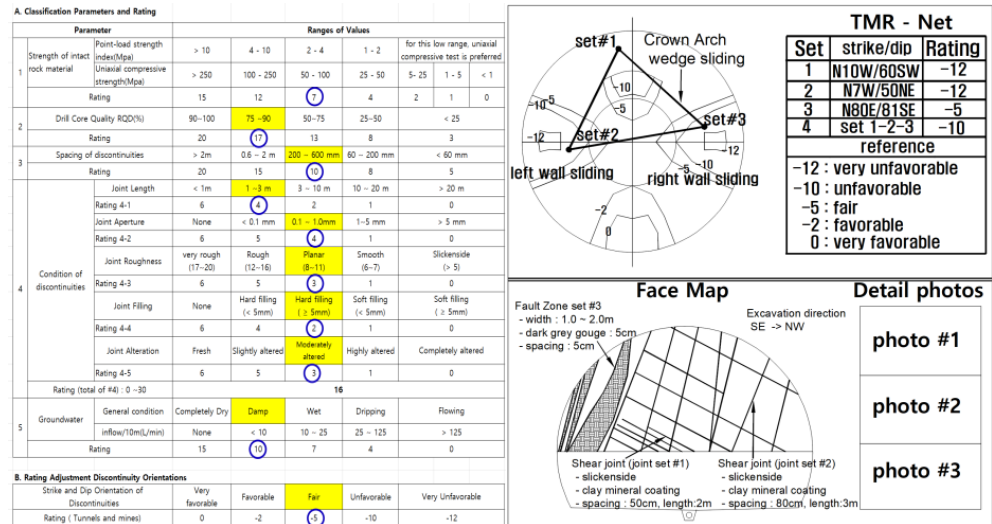 A. Classification Parameters and Rating
Parameter Ranges of Values
1 Strength of intact rock material Point-load strength index(Mpa) > 10 4 - 10 2 - 4 1 - 2 for this low range, uniaxial compressive test is preferred
Uniaxial compressive strength(Mpa) > 250 100 - 250 50 - 100 25 - 50 5- 25 1 - 5 < 1
Rating 15 12 7 4 2 1 0
2 Drill Core Quality RQD(%) 90~100 75 ~90 50~75 25~50 < 25
Rating 20 17 13 8 3
3 Spacing of discontinuities > 2m 0.6 ~ 2 m 200 ~ 600 mm 60 ~ 200 mm < 60 mm
Rating 20 15 10 8 5
4 Condition of discontinuities
Joint Length < 1m 1 ~3 m 3 ~ 10 m 10 ~ 20 m > 20 m
Rating 4-1 6 4 2 1 0
Joint Aperture None < 0.1 mm 0.1 ~ 1.0mm 1~5 mm > 5 mm
Rating 4-2 6 5 4 1 0
Joint Roughness very rough (17~20) Rough (12~16) Planar (8~11) Smooth (6~7) Slickenside (> 5)
Rating 4-3 6 5 3 1 0
Joint Filling None Hard filling (< 5mm) Hard filling ( ≥ 5mm) Soft filling (< 5mm) Soft filling ( ≥ 5mm)
Rating 4-4 6 4 2 1 0
Joint Alteration Fresh Slightly altered Moderately altered Highly altered Completely altered
Rating 4-5 6 5 3 1 0
Rating (total of #4) : 0 ~30 16
5 Groundwater General condition Completely Dry Damp Wet Dripping Flowing
inflow/10m(L/min) None < 10 10 ~ 25 25 ~ 125 > 125
Rating 15 10 7 4 0
B. Rating Adjustment Discontinuity Orientations
Strike and Dip Orientation of Discontinuities Very favorable Favorable Fair Unfavorable Very Unfavorable
Rating ( Tunnels and mines) 0 -2 -5 -10 -12
set#1
Crown Arch
wedge sliding
-10
-5
-10
-5
set#2
set#3
-12
left wall sliding
-5
-10
right wall sliding
-2
0
TMR - Net
Set strike/dip Rating
1 N10W/60SW -12
2 N7W/50NE -12
3 N80E/81SE -5
4 set 1-2-3 -10
reference
-12 : very unfavorable
-10 : unfavorable
-5 : fair
-2 : favorable
0 : very favorable
Face Map
Fault Zone set #3
- width : 1.0 ~ 2.0m
- dark grey gouge : 5cm
- spacing : 5cm
Excavation direction
SE -> NW
Shear joint (joint set #1)
- slickenside
- clay mineral coating
- spacing : 50cm, length:2m
Shear joint (joint set #2)
- slickenside
- clay mineral coating
- spacing : 80cm, length:3m
Detail photos
photo #1
photo #2
photo #3